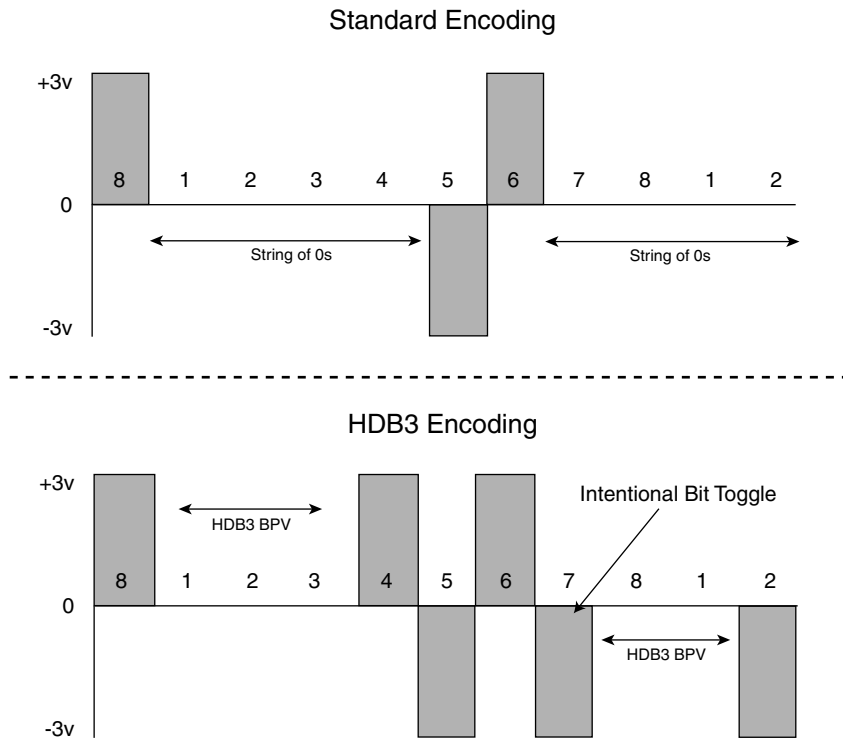 Standard Encoding
+3v
8 1 2 3 4 5 6 7 8 1 2
0
String of 0s String of 0s
-3v
HDB3 Encoding
+3v
Intentional Bit Toggle
HDB3 BPV
8 1 2 3 4 5 6 7 8 1 2
0
HDB3 BPV
-3v